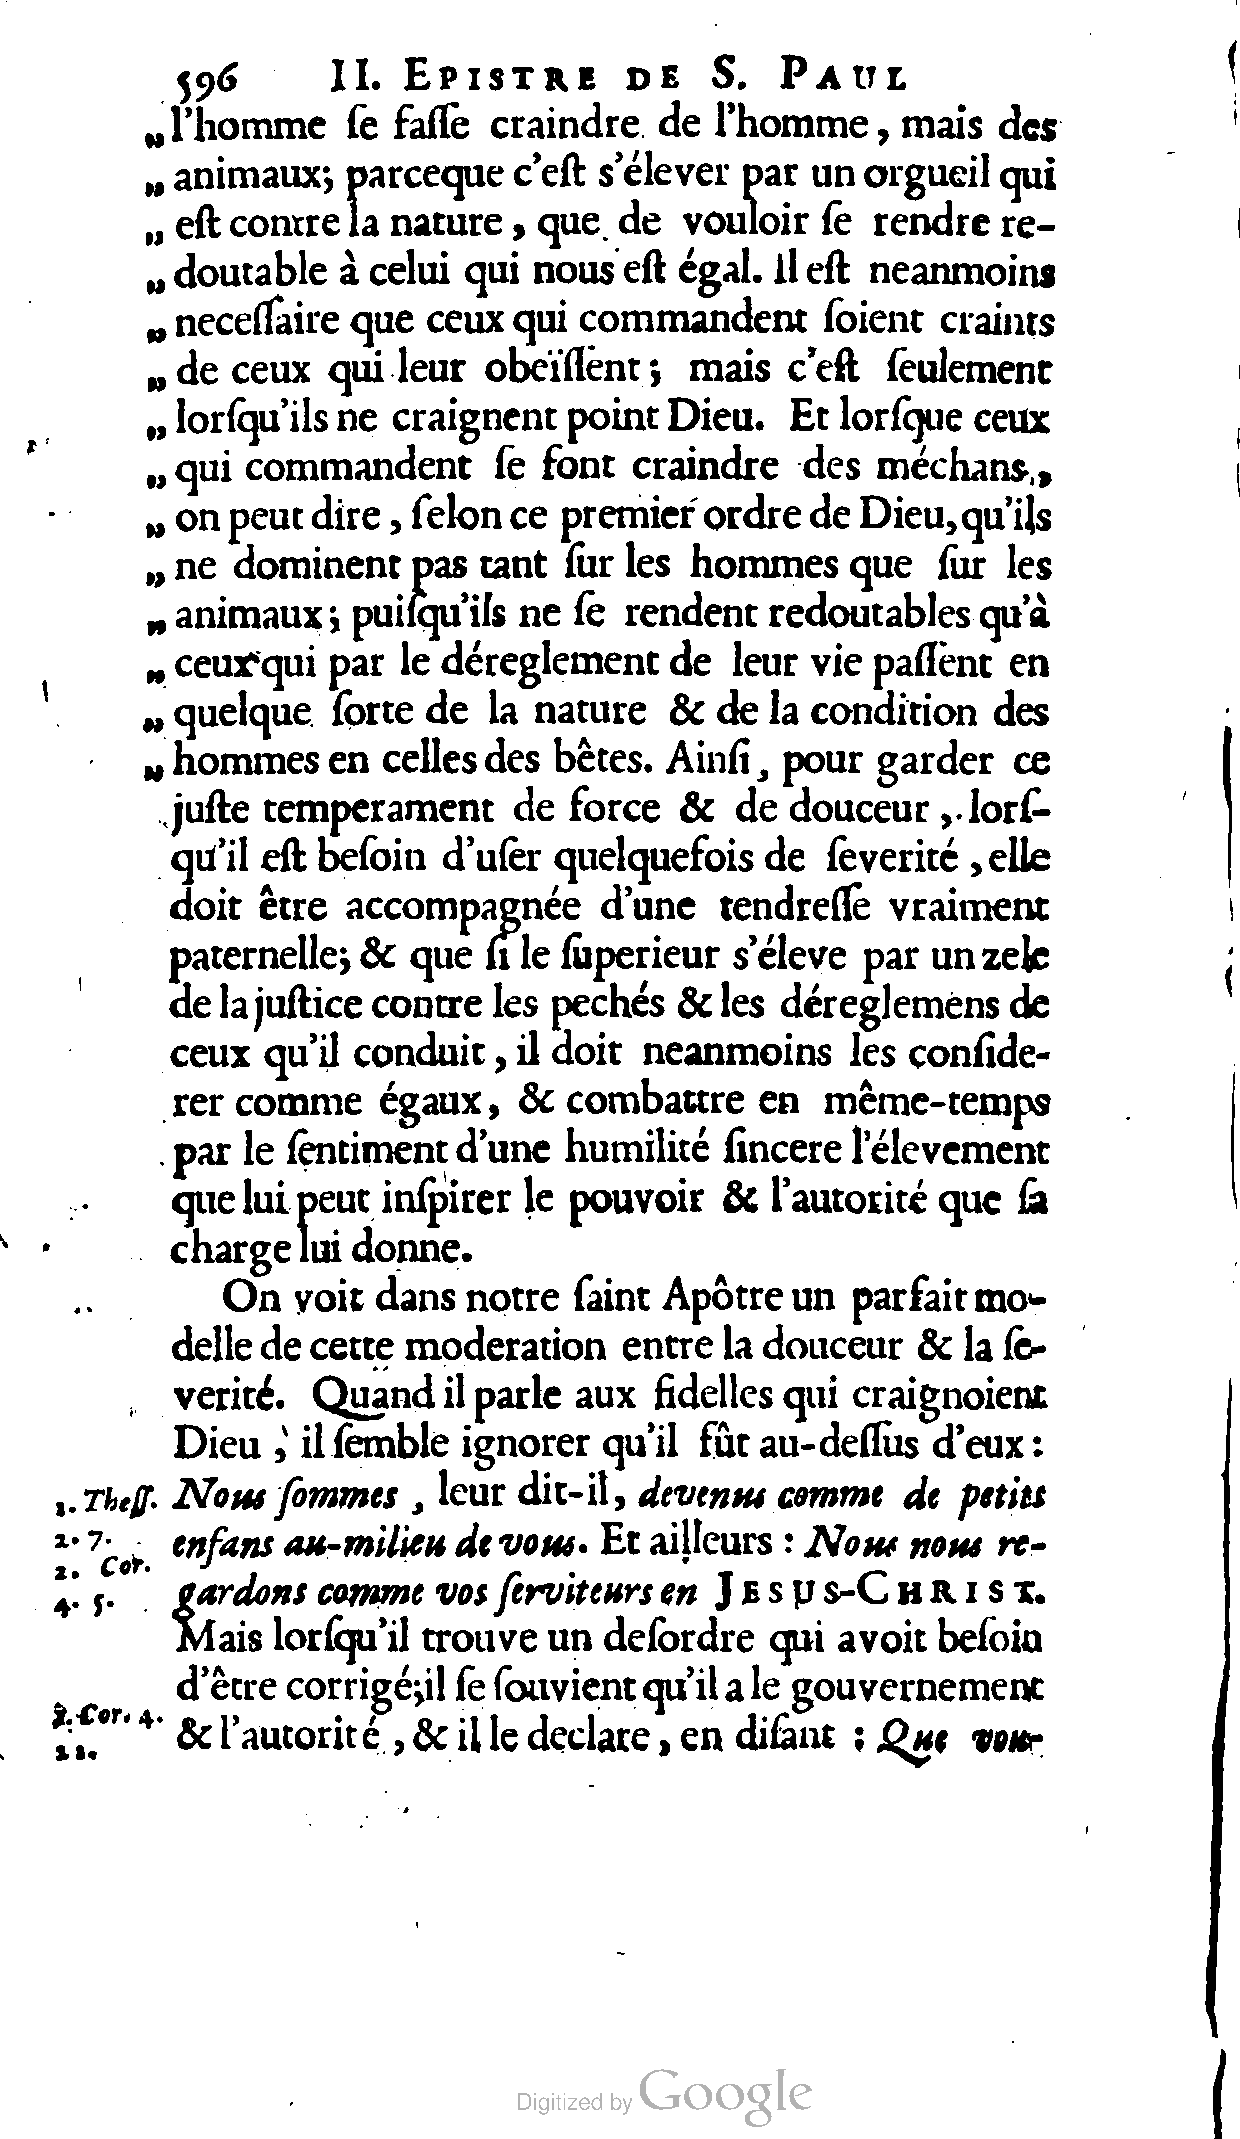 596 II. EPISTRE DE S. PAUL
„l'homme ſe faſſe craindre de l'homme, mais des
„animaux; parceque c'eſt s'élever par un orgueil qui
„eſt contre la nature, que de vouloir ſe rendre re-
„doutable à celui qui nous eſt égal. Il eſt neanmoins
„neceſſaire que ceux qui commandent ſoient craints
„de ceux qui leur obeïſſent; mais c'eſt ſeulement
„lorſqu'ils ne craignent point Dieu. Et lorſque ceux
„qui commandent ſe font craindre des méchans,
„on peut dire, ſelon ce premier ordre de Dieu, qu'ils
„ne dominent pas tant ſur les hommes que ſur les
„animaux; puiſqu'ils ne ſe rendent redoutables qu'à
„ceux qui par le déreglement de leur vie paſſent en
„quelque ſorte de la nature & de la condition des
„hommes en celles des bêtes. Ainſi, pour garder ce
juſte temperament de force & de douceur, lorſ-
qu'il eſt beſoin d'uſer quelquefois de ſeverité, elle
doit être accompagnée d'une tendreſſe vraiment
paternelle; & que ſi le ſuperieur s'éleve par un zele
de la juſtice contre les pechés & les déreglemens de
ceux qu'il conduit, il doit neanmoins les conſide-
rer comme égaux, & combattre en même-temps
par le ſentiment d'une humilité ſincere l'élevement
que lui peut inſpirer le pouvoir & l'autorité que ſa
charge lui donne.
On voit dans notre ſaint Apôtre un parfait mo-
delle de cette moderation entre la douceur & la ſe-
verité. Quand il parle aux fidelles qui craignoient
Dieu, il ſemble ignorer qu'il fût au-deſſus d'eux:
1. Theſſ. Nous ſommes, leur dit-il, devenus comme de petits
2. 7. enfans au-milieu de vous. Et ailleurs: Nous nous re-
2. Cor.
4. 5. gardons comme vos ſerviteurs en JESUS-CHRIST.
Mais lorſqu'il trouve un deſordre qui avoit beſoin
d'être corrigé; il ſe ſouvient qu'il a le gouvernement
Cor. 4. & l'autorité, & il le declare, en diſant: Que vou-
21.
Digitized by Google